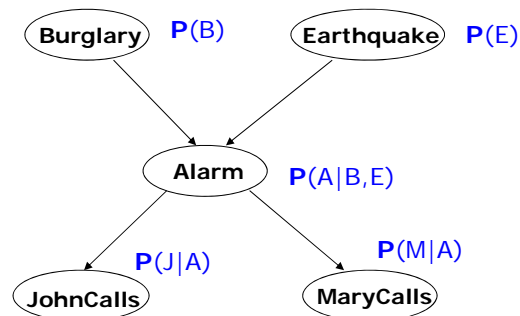 Burglary P(B) Earthquake P(E)
Alarm P(A|B,E)
P(J|A) P(M|A)
JohnCalls MaryCalls